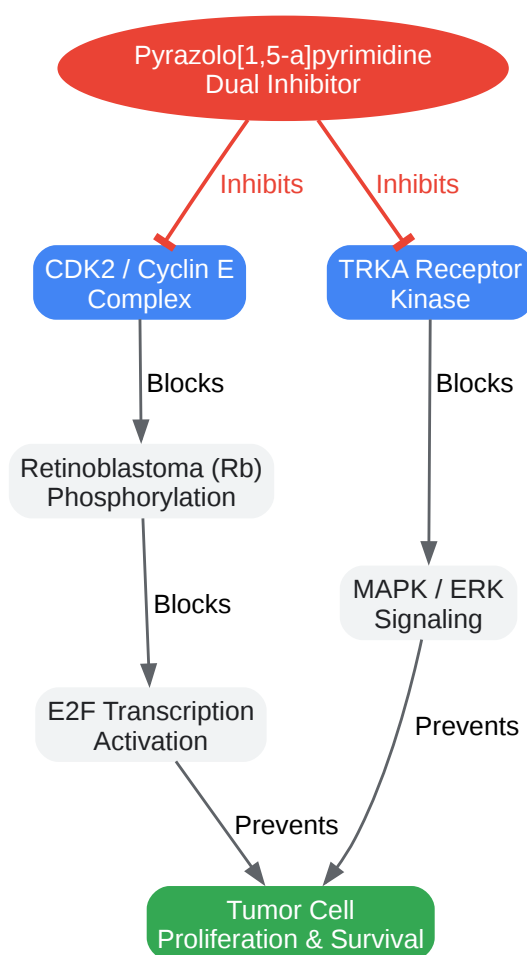 Pyrazolo[1,5-a]pyrimidine
Dual Inhibitor
Inhibits
Inhibits
CDK2 / Cyclin E
Complex
TRKA Receptor
Kinase
Blocks
Blocks
Retinoblastoma (Rb)
Phosphorylation
MAPK / ERK
Signaling
Blocks
E2F Transcription
Activation
Prevents
Prevents
Tumor Cell
Proliferation & Survival